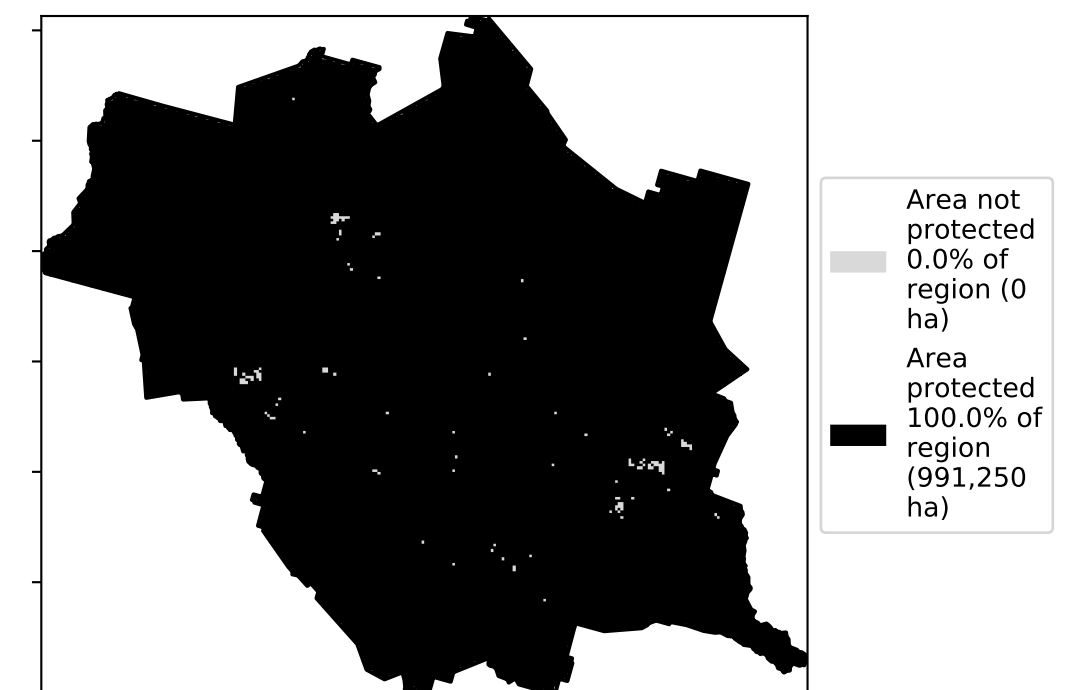 Area not
protected
0.0% of
region (0
ha)
Area
protected
100.0% of
region
(991,250
ha)